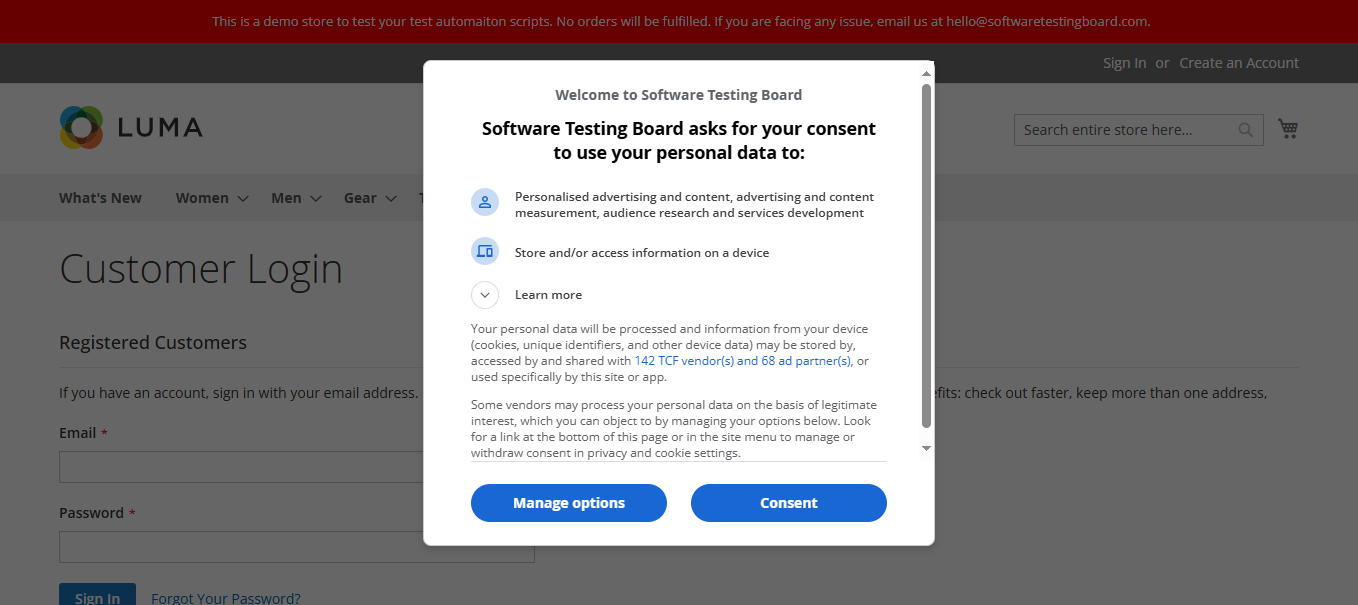 This is a demo store to test your test automaiton scripts. No orders will be fulfilled. If you are facing any issue, email us at hello@softwaretestingboard.com.
Sign In or Create an Account
LUMA
Search entire store here...
What's New Women Men Gear
Customer Login
Registered Customers
If you have an account, sign in with your email address.
: check out faster, keep more than one address,
Email *
Password *
Sign In Forgot Your Password?
Welcome to Software Testing Board
Software Testing Board asks for your consent
to use your personal data to:
Personalised advertising and content, advertising and content
measurement, audience research and services development
Store and/or access information on a device
Learn more
Your personal data will be processed and information from your device
(cookies, unique identifiers, and other device data) may be stored by,
accessed by and shared with 142 TCF vendor(s) and 68 ad partner(s), or
used specifically by this site or app.
Some vendors may process your personal data on the basis of legitimate
interest, which you can object to by managing your options below. Look
for a link at the bottom of this page or in the site menu to manage or
withdraw consent in privacy and cookie settings.
Manage options Consent